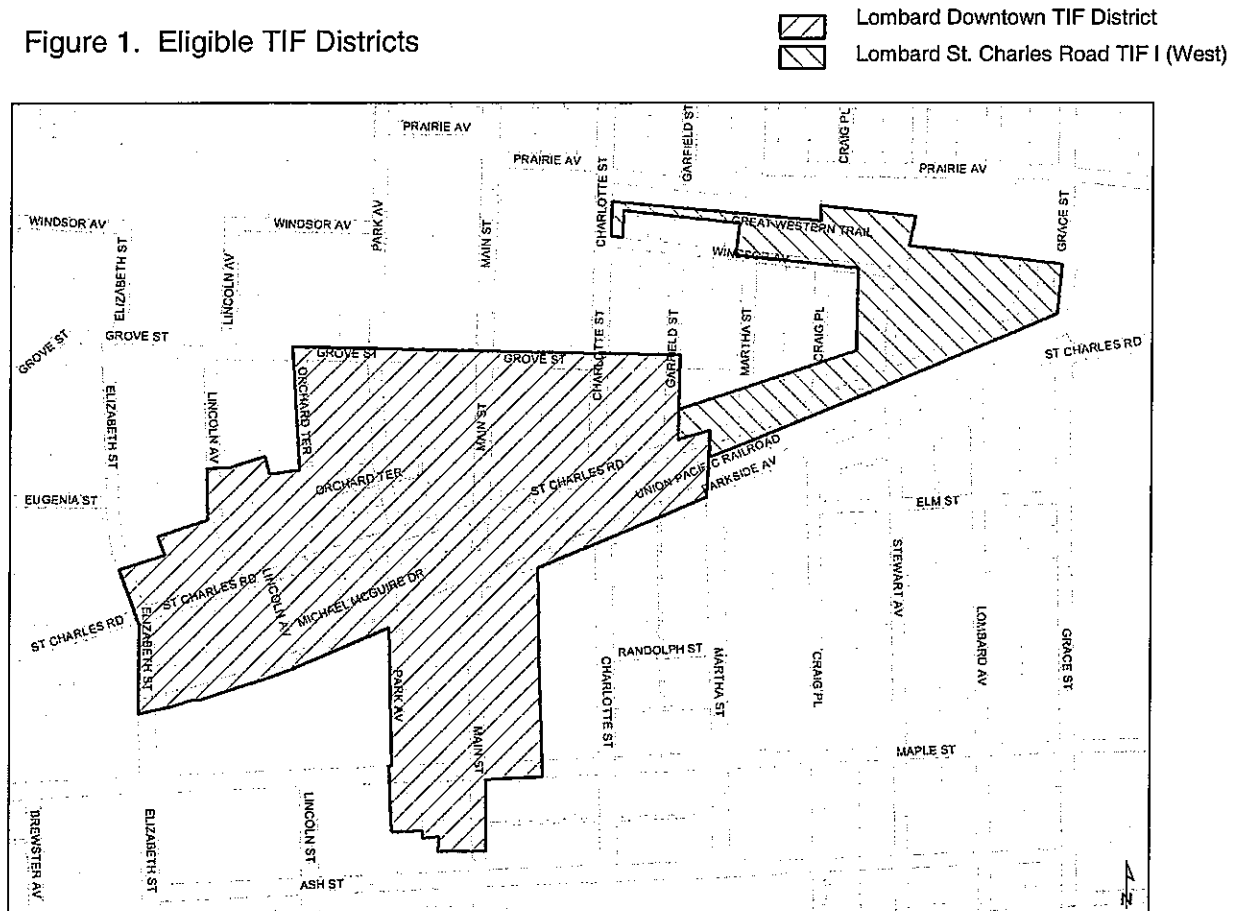 Figure 1. Eligible TIF Districts
Lombard Downtown TIF District
Lombard St. Charles Road TIF I (West)
PRAIRIE AV
PRAIRIE AV
CHARLOTTE ST
GARFIELD ST
CRAIG PL
PRAIRIE AV
WINDSOR AV
ELIZABETH ST
LINCOLN AV
WINDSOR AV
PARK AV
MAIN ST
GREAT WESTERN TRAIL
WINDSOR AV
GRACE ST
GROVE ST
GROVE ST
GROVE ST
GROVE ST
CHARLOTTE ST
GARFIELD ST
MARTHA ST
CRAIG PL
ST CHARLES RD
ELIZABETH ST
LINCOLN AV
ORCHARD TER
MAIN ST
ORCHARD TER
ST CHARLES RD
UNION PACIFIC RAILROAD
PARKSIDE AV
EUGENIA ST
ELM ST
ST CHARLES RD
ST CHARLES RD
ELIZABETH ST
LINCOLN AV
MICHAEL MCGUIRE DR
STEWART AV
LOMBARD AV
GRACE ST
PARK AV
MAIN ST
RANDOLPH ST
CHARLOTTE ST
MARTHA ST
CRAIG PL
MAPLE ST
BREWSTER AV
ELIZABETH ST
LINCOLN ST
ASH ST
N